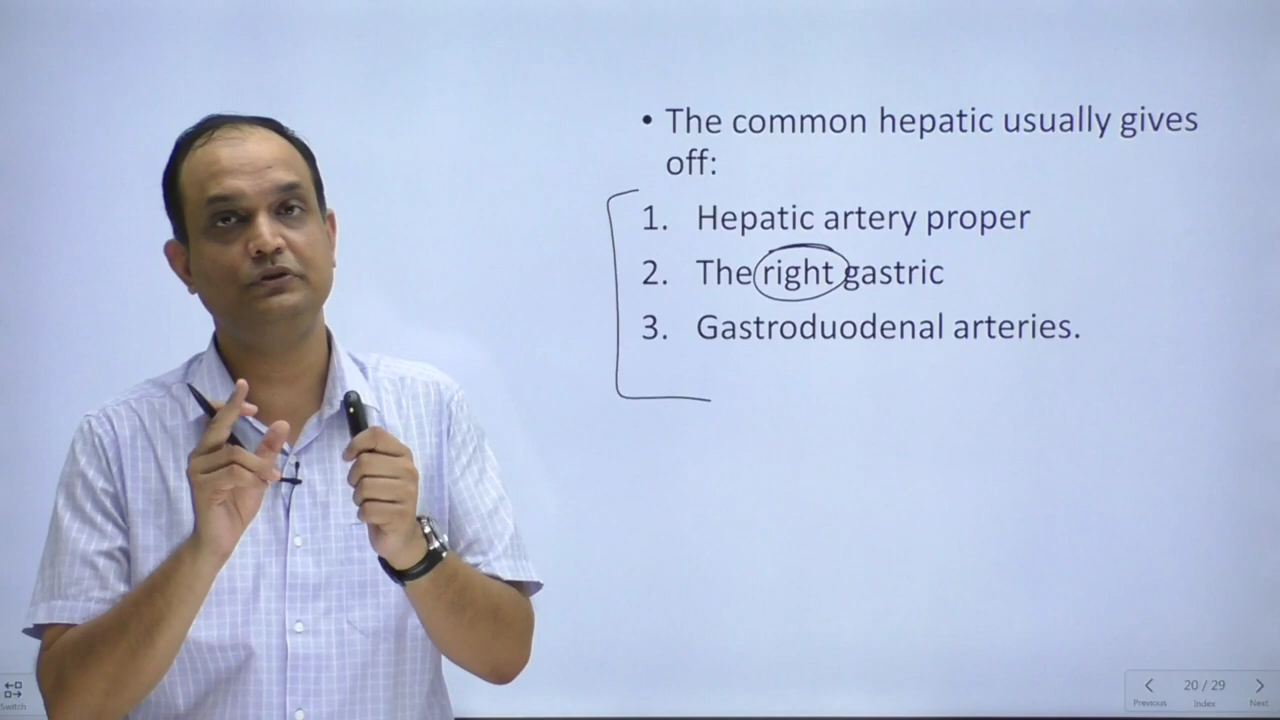 • The common hepatic usually gives
off:
1. Hepatic artery proper
2. The right gastric
3. Gastroduodenal arteries.
Switch
20 / 29
Previous Index Next